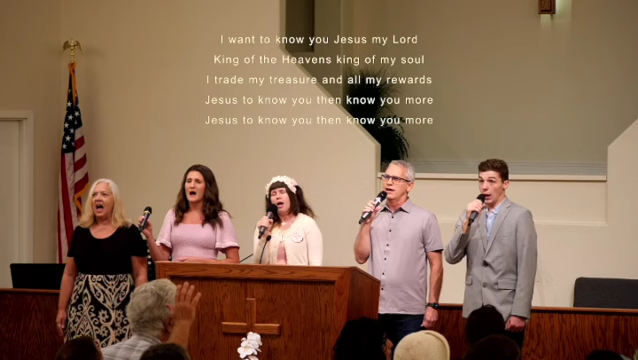 I want to know you Jesus my Lord
King of the Heavens king of my soul
I trade my treasure and all my rewards
Jesus to know you then know you more
Jesus to know you then know you more